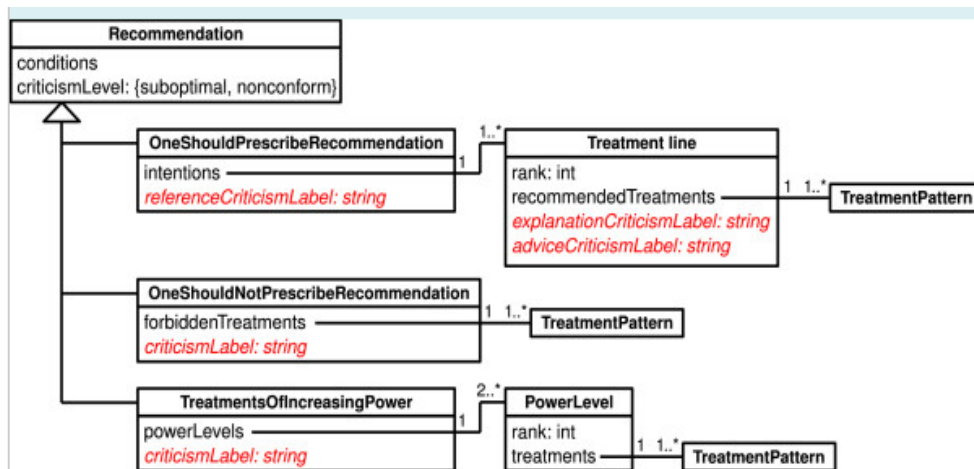 Recommendation
conditions
criticismLevel: {suboptimal, nonconform}
OneShouldPrescribeRecommendation
intentions
referenceCriticismLabel: string
1
1..*
Treatment line
rank: int
recommendedTreatments
explanationCriticismLabel: string
adviceCriticismLabel: string
1 1..*
TreatmentPattern
OneShouldNotPrescribeRecommendation
forbiddenTreatments
criticismLabel: string
1 1..*
TreatmentPattern
TreatmentsOfIncreasingPower
powerLevels
criticismLabel: string
1
2..*
PowerLevel
rank: int
treatments
1 1..*
TreatmentPattern